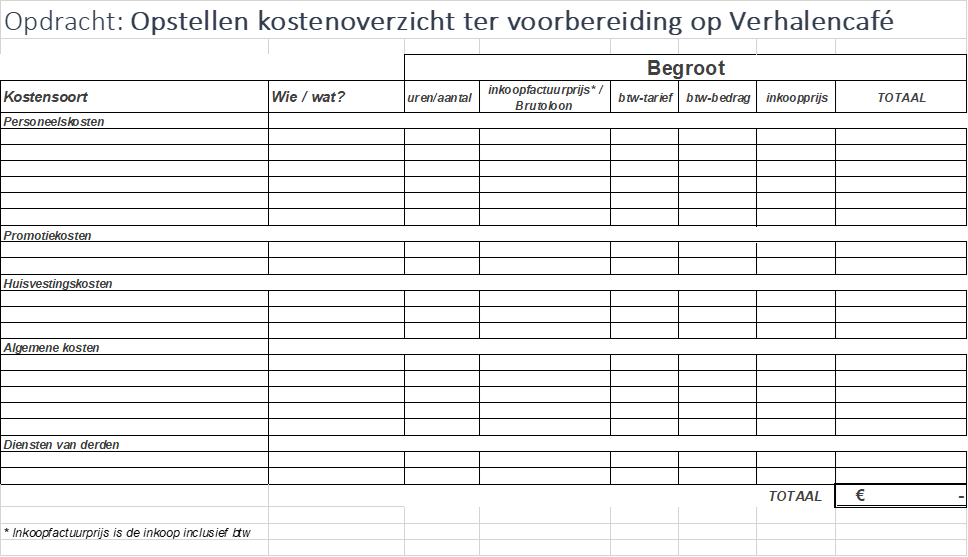 Opdracht: Opstellen kostenoverzicht ter voorbereiding op Verhalencafé
Begroot
Kostensoort Wie / wat? uren/aantal inkoopfactuurprijs* / Brutoloon btw-tarief btw-bedrag inkoopprijs TOTAAL
Personeelskosten
Promotiekosten
Huisvestingskosten
Algemene kosten
Diensten van derden
TOTAAL € -
* Inkoopfactuurprijs is de inkoop inclusief btw